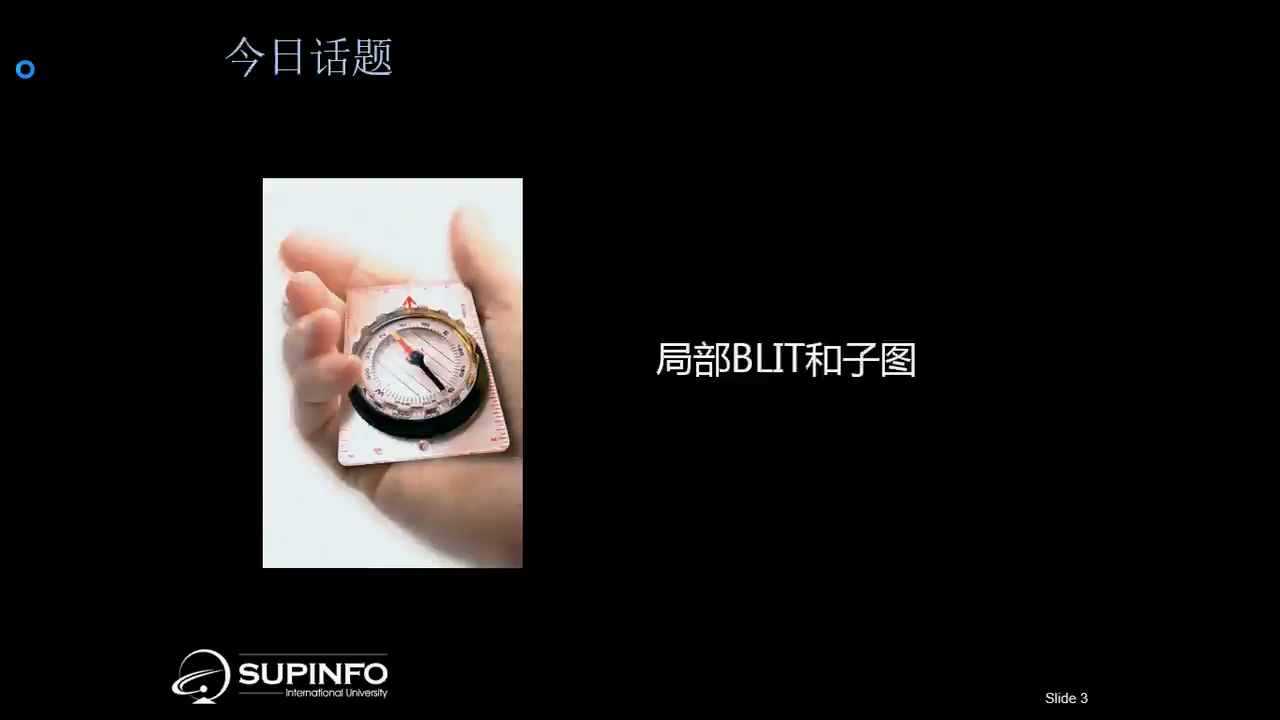 今日话题
局部BLIT和子图
SUPINFO
International University
Slide 3